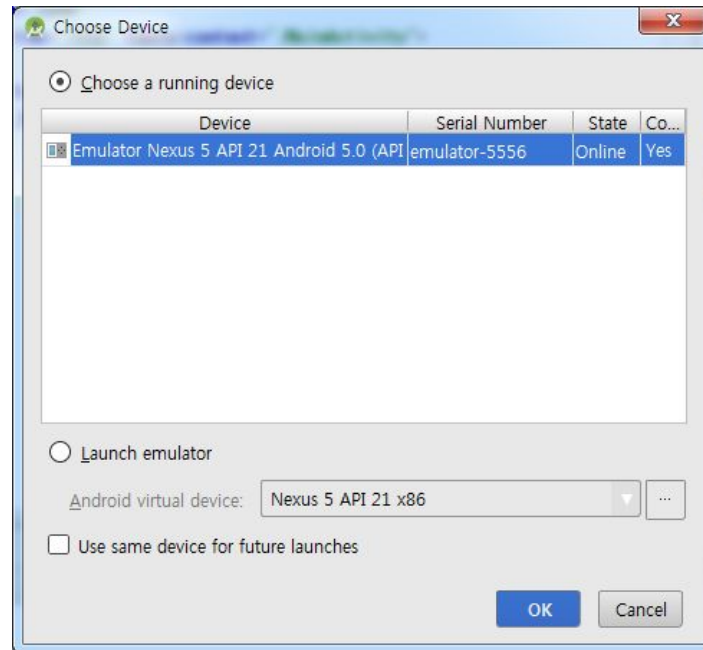 Choose Device
Choose a running device
Device Serial Number State Co...
Emulator Nexus 5 API 21 Android 5.0 (API emulator-5556 Online Yes
Launch emulator
Android virtual device: Nexus 5 API 21 x86 ...
Use same device for future launches
OK Cancel